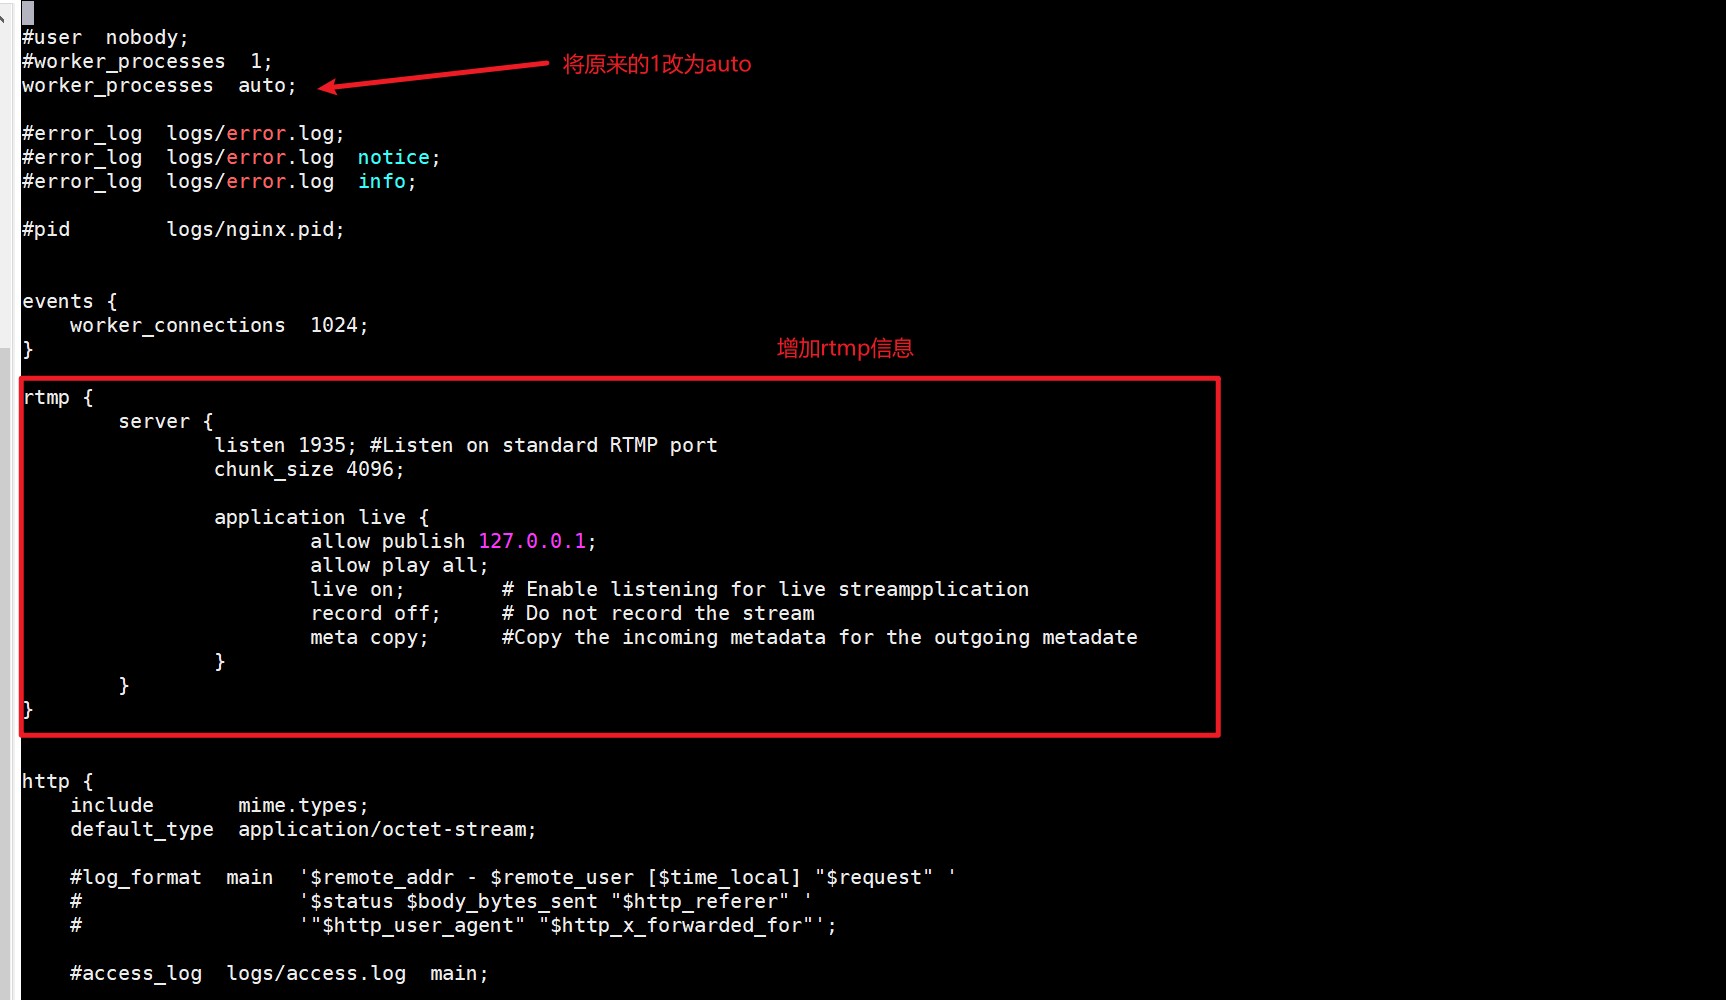 #user  nobody;
#worker_processes  1;
将原来的1改为auto
worker_processes  auto;
#error_log  logs/error.log;
#error_log  logs/error.log  notice;
#error_log  logs/error.log  info;
#pid        logs/nginx.pid;
events {
    worker_connections  1024;
}
增加rtmp信息
rtmp {
        server {
                listen 1935; #Listen on standard RTMP port
                chunk_size 4096;
                application live {
                        allow publish 127.0.0.1;
                        allow play all;
                        live on;        # Enable listening for live streampplication
                        record off;     # Do not record the stream
                        meta copy;      #Copy the incoming metadata for the outgoing metadate
                }
        }
}
http {
    include       mime.types;
    default_type  application/octet-stream;
    #log_format  main  '$remote_addr - $remote_user [$time_local] "$request" '
    #                  '$status $body_bytes_sent "$http_referer" '
    #                  '"$http_user_agent" "$http_x_forwarded_for"';
    #access_log  logs/access.log  main;